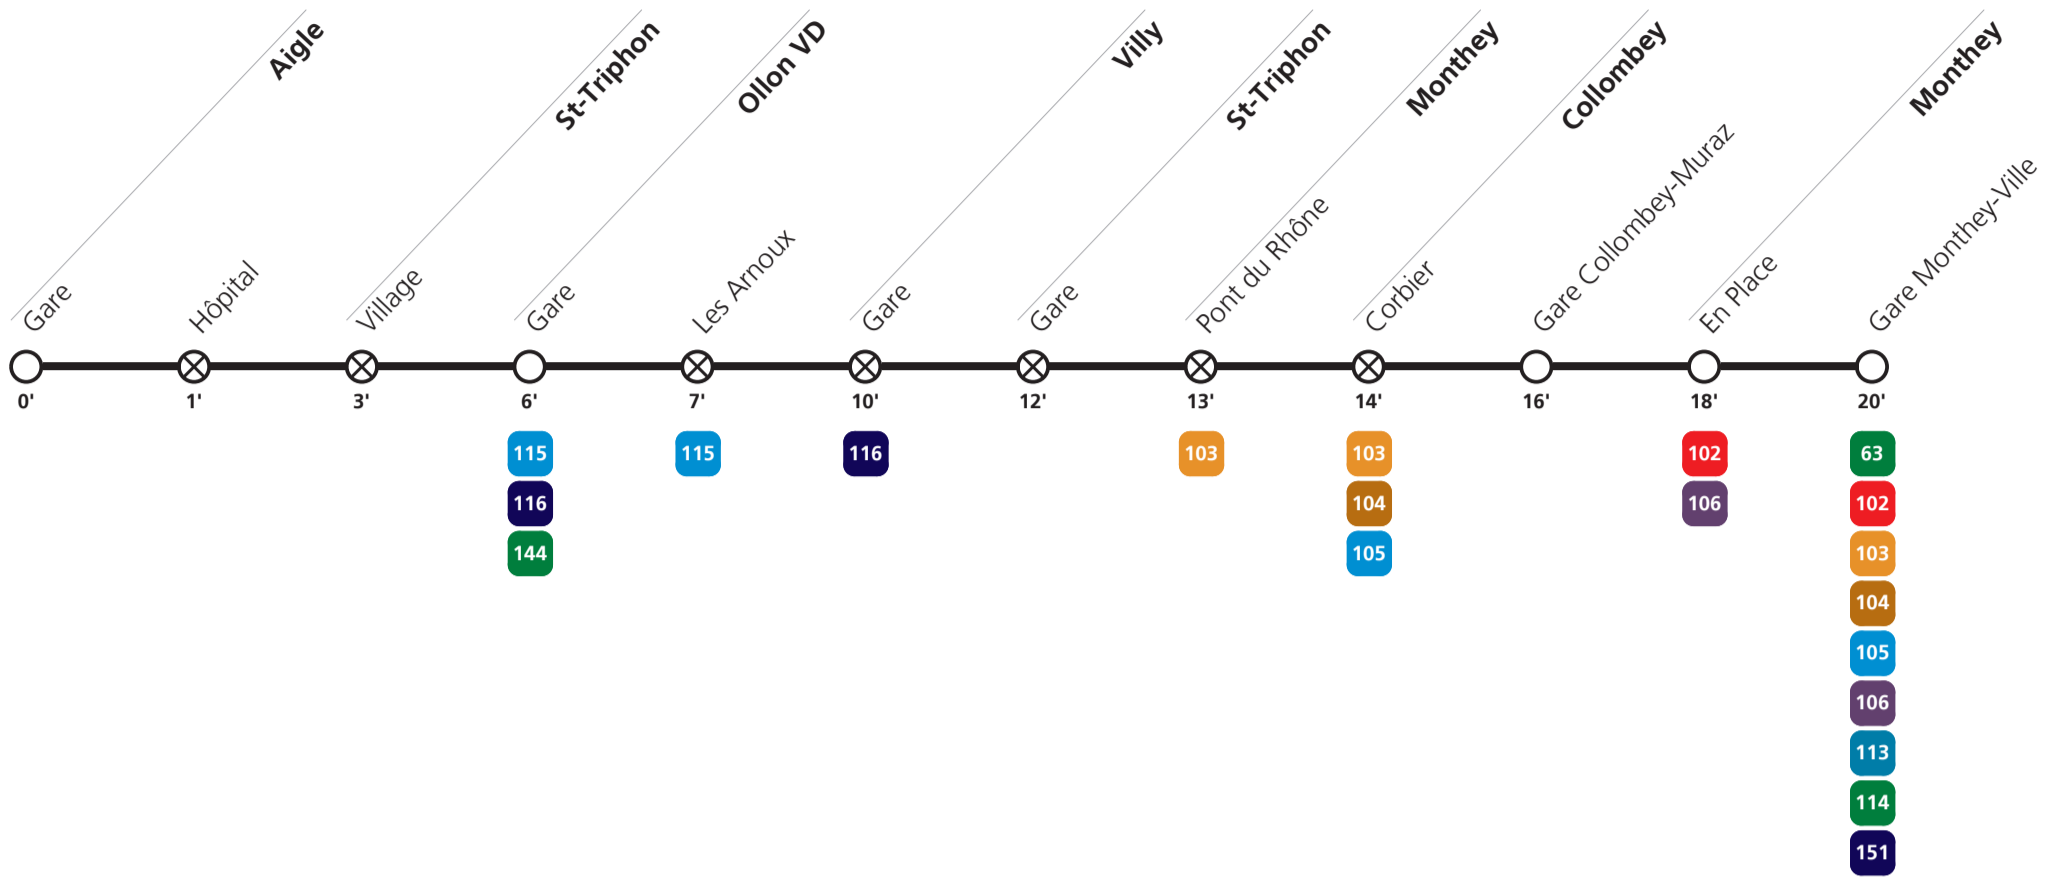 Aigle
St-Triphon
Ollon VD
Villy
St-Triphon
Monthey
Collombey
Monthey
Gare
Hôpital
Village
Gare
Les Arnoux
Gare
Gare
Pont du Rhône
Corbier
Gare Collombey-Muraz
En Place
Gare Monthey-Ville
0' 1' 3' 6' 7' 10' 12' 13' 14' 16' 18' 20'
115 115 116 103 103 102 63
116 104 106 102
144 105 103
104
105
106
113
114
151